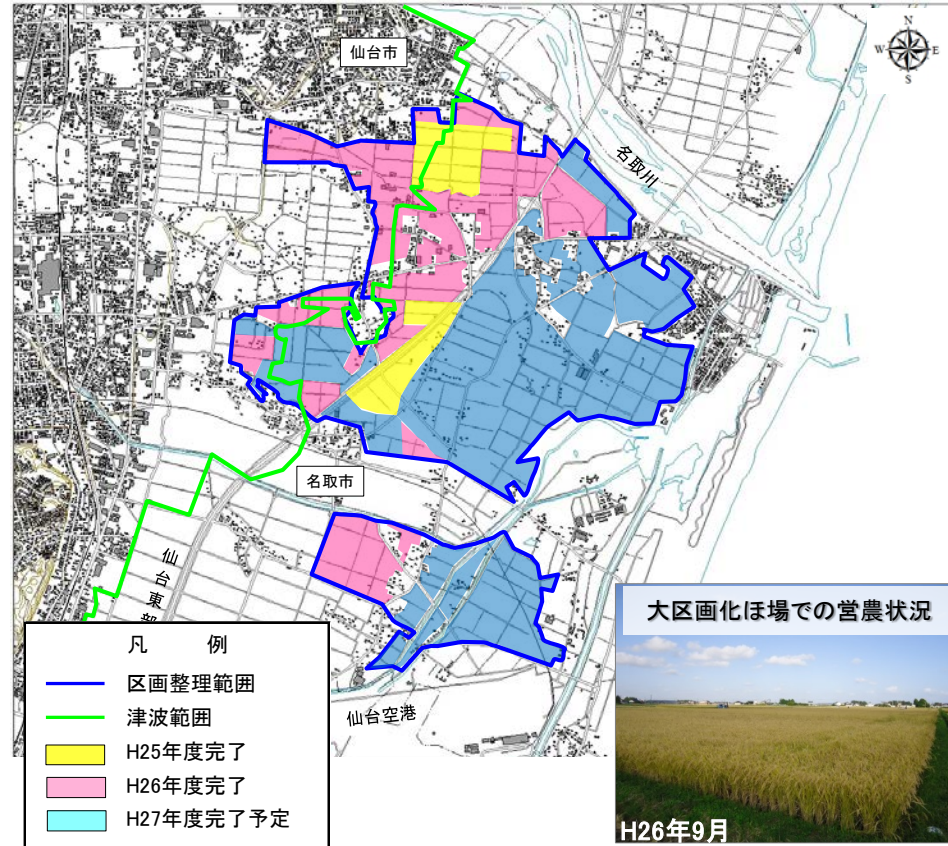 仙台市
N
W E
S
名取川
名取市
仙台東部
仙台空港
凡 例
区画整理範囲
津波範囲
H25年度完了
H26年度完了
H27年度完了予定
大区画化ほ場での営農状況
H26年9月